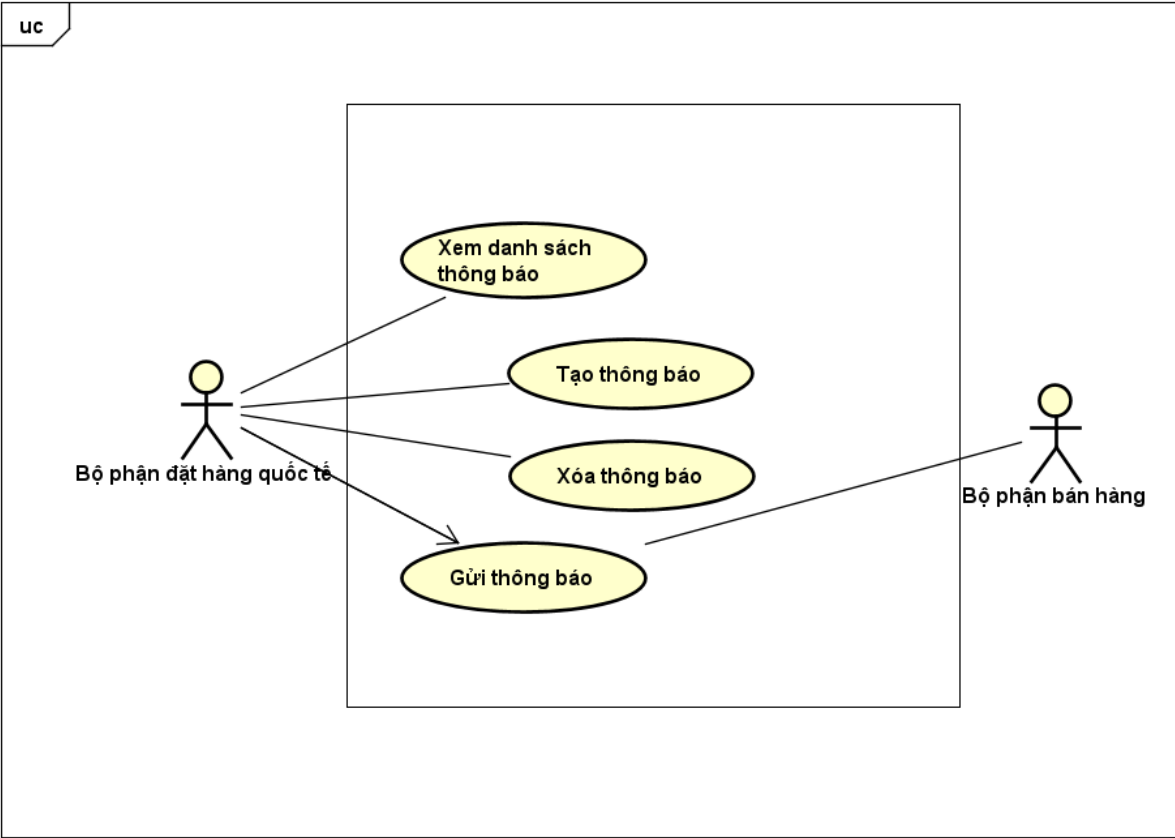 uc
Xem danh sách
thông báo
Tạo thông báo
Bộ phận đặt hàng quốc tế
Xóa thông báo
Bộ phận bán hàng
Gửi thông báo